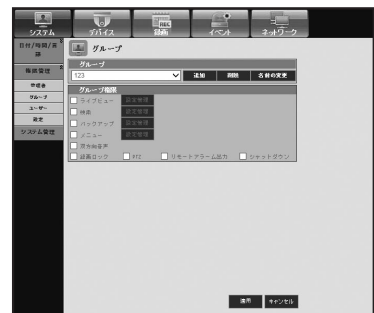 システム
デバイス
REC
録画
イベント
ネットワーク
日付/時間/言
語
グループ
グループ
権限管理
123
追加 削除 名前の変更
管理者
グループ権限
グループ
ライブビュー 設定管理
ユーザー
検索 設定管理
設定
バックアップ 設定管理
システム管理
メニュー 設定管理
双方向音声
録画ロック PTZ リモートアラーム出力 シャットダウン
適用 キャンセル